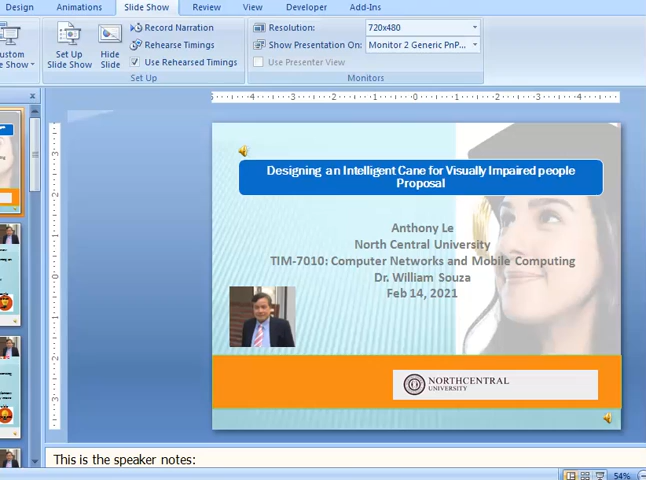 Design Animations Slide Show Review View Developer Add-Ins
Record Narration
Rehearse Timings
Use Rehearsed Timings
Set Up
Slide Show
Hide
Slide
Set Up
Resolution: 720x480
Show Presentation On: Monitor 2 Generic PnP...
Use Presenter View
Monitors
Designing an Intelligent Cane for Visually Impaired people
Proposal
Anthony Le
North Central University
TIM-7010: Computer Networks and Mobile Computing
Dr. William Souza
Feb 14, 2021
NORTHCENTRAL
UNIVERSITY
This is the speaker notes:
54%